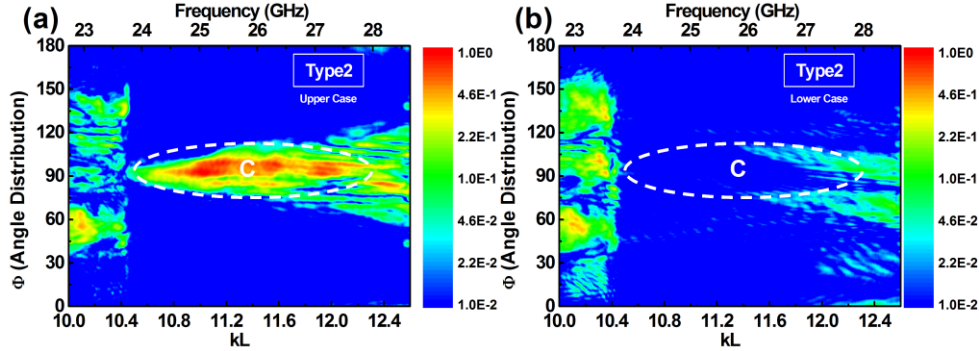 (a)
Frequency (GHz)
23 24 25 26 27 28
180
150
120
90
60
30
0
Φ (Angle Distribution)
Type2
Upper Case
C
10.0 10.4 10.8 11.2 11.6 12.0 12.4
kL
1.0E0
4.6E-1
2.2E-1
1.0E-1
4.6E-2
2.2E-2
1.0E-2
(b)
Frequency (GHz)
23 24 25 26 27 28
180
150
120
90
60
30
0
Φ (Angle Distribution)
Type2
Lower Case
C
10.0 10.4 10.8 11.2 11.6 12.0 12.4
kL
1.0E0
4.6E-1
2.2E-1
1.0E-1
4.6E-2
2.2E-2
1.0E-2